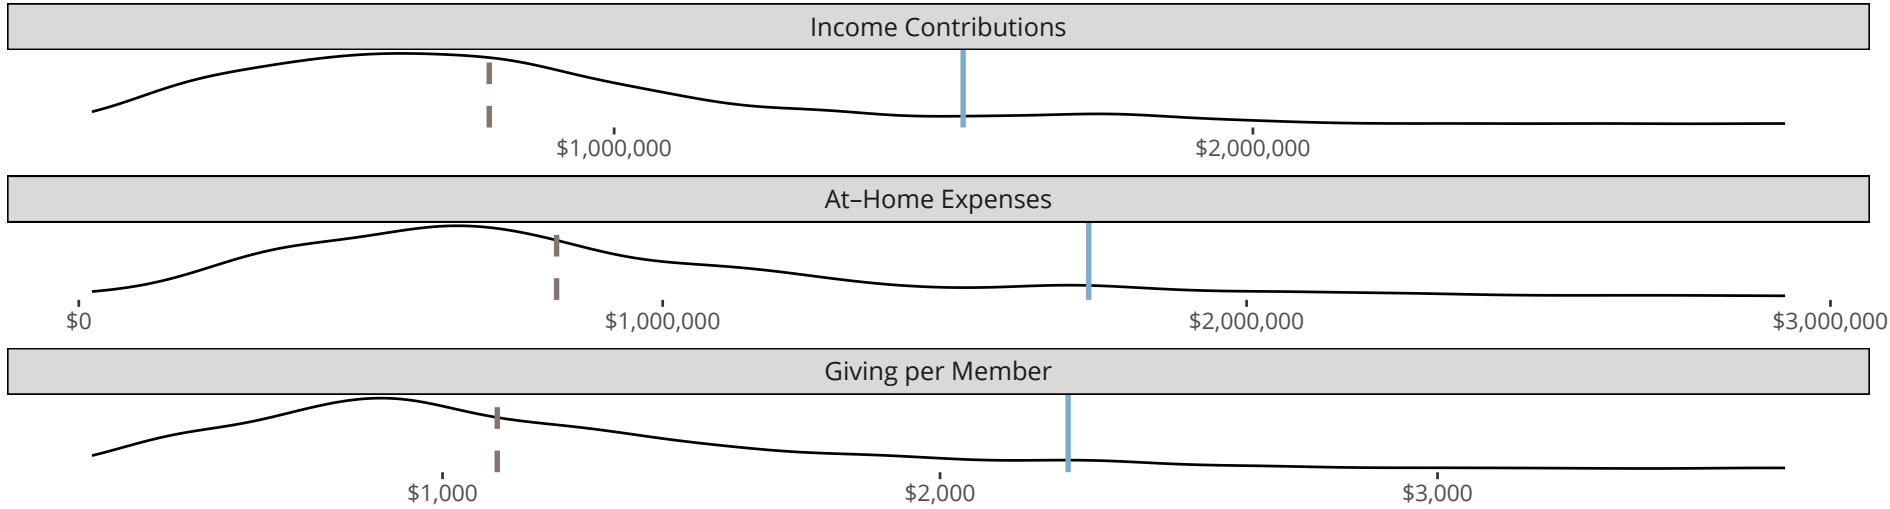 Income Contributions
$1,000,000 $2,000,000
At–Home Expenses
$0 $1,000,000 $2,000,000 $3,000,000
Giving per Member
$1,000 $2,000 $3,000